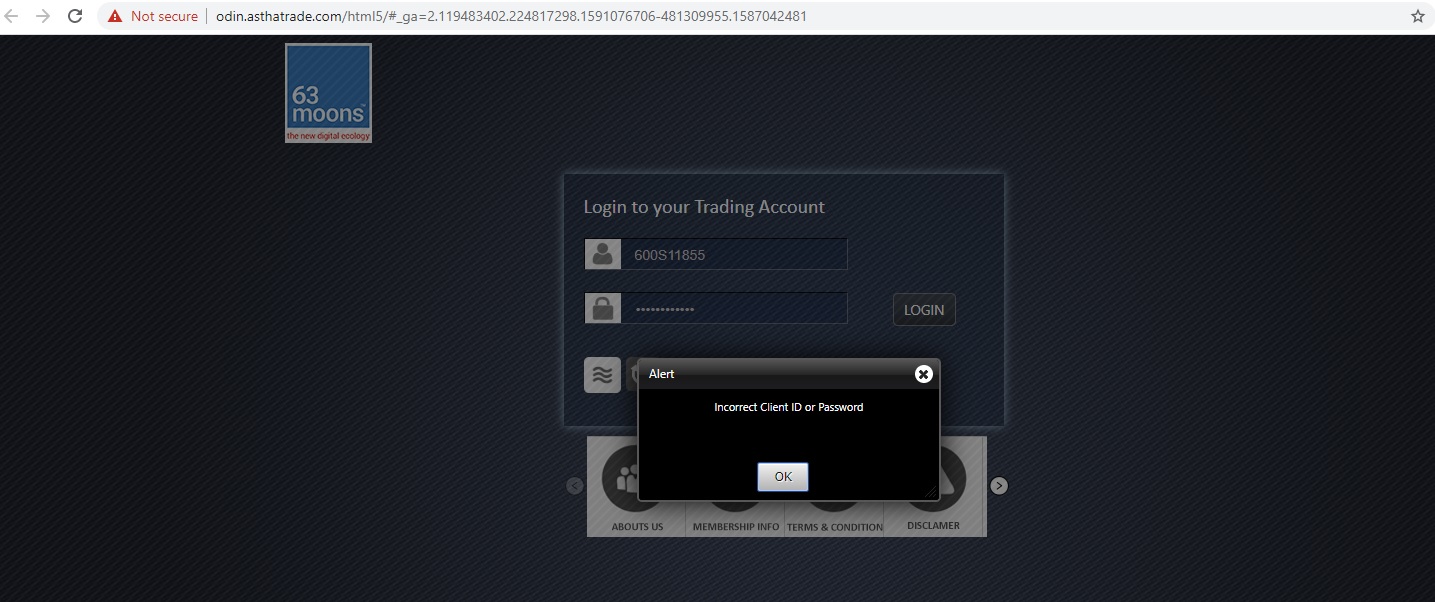 Not secure
odin.asthatrade.com/html5/#_ga=2.119483402.224817298.1591076706-481309955.1587042481
63
moons™
the new digital ecology
Login to your Trading Account
600S11855
••••••••••••
LOGIN
Alert
Incorrect Client ID or Password
OK
ABOUTS US
MEMBERSHIP INFO
TERMS & CONDITION
DISCLAMER